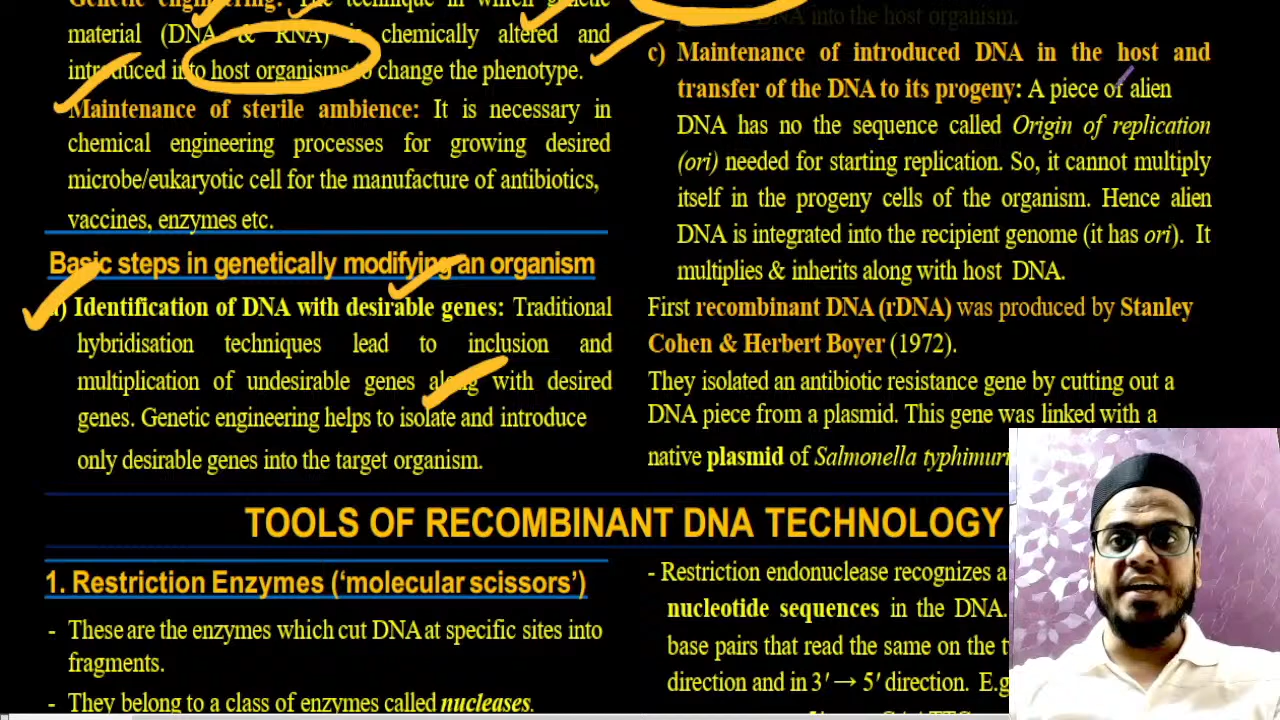 Genetic engineering: The technique in which genetic
material (DNA & RNA) is chemically altered and
introduced into host organisms to change the phenotype.
Maintenance of sterile ambience: It is necessary in
chemical engineering processes for growing desired
microbe/eukaryotic cell for the manufacture of antibiotics,
vaccines, enzymes etc.
Basic steps in genetically modifying an organism
a) Identification of DNA with desirable genes: Traditional
hybridisation techniques lead to inclusion and
multiplication of undesirable genes along with desired
genes. Genetic engineering helps to isolate and introduce
only desirable genes into the target organism.
DNA into the host organism.
c) Maintenance of introduced DNA in the host and
transfer of the DNA to its progeny: A piece of alien
DNA has no the sequence called Origin of replication
(ori) needed for starting replication. So, it cannot multiply
itself in the progeny cells of the organism. Hence alien
DNA is integrated into the recipient genome (it has ori). It
multiplies & inherits along with host DNA.
First recombinant DNA (rDNA) was produced by Stanley
Cohen & Herbert Boyer (1972).
They isolated an antibiotic resistance gene by cutting out a
DNA piece from a plasmid. This gene was linked with a
native plasmid of Salmonella
TOOLS OF RECOMBINANT DNA TECHNOLOGY
1. Restriction Enzymes (‘molecular scissors’)
- These are the enzymes which cut DNA at specific sites into
fragments.
- They belong to a class of enzymes called nucleases.
- Restriction endonuclease recognizes a
nucleotide sequences in the DNA.
base pairs that read the same on the
direction and in 3′ → 5′ direction. E.g